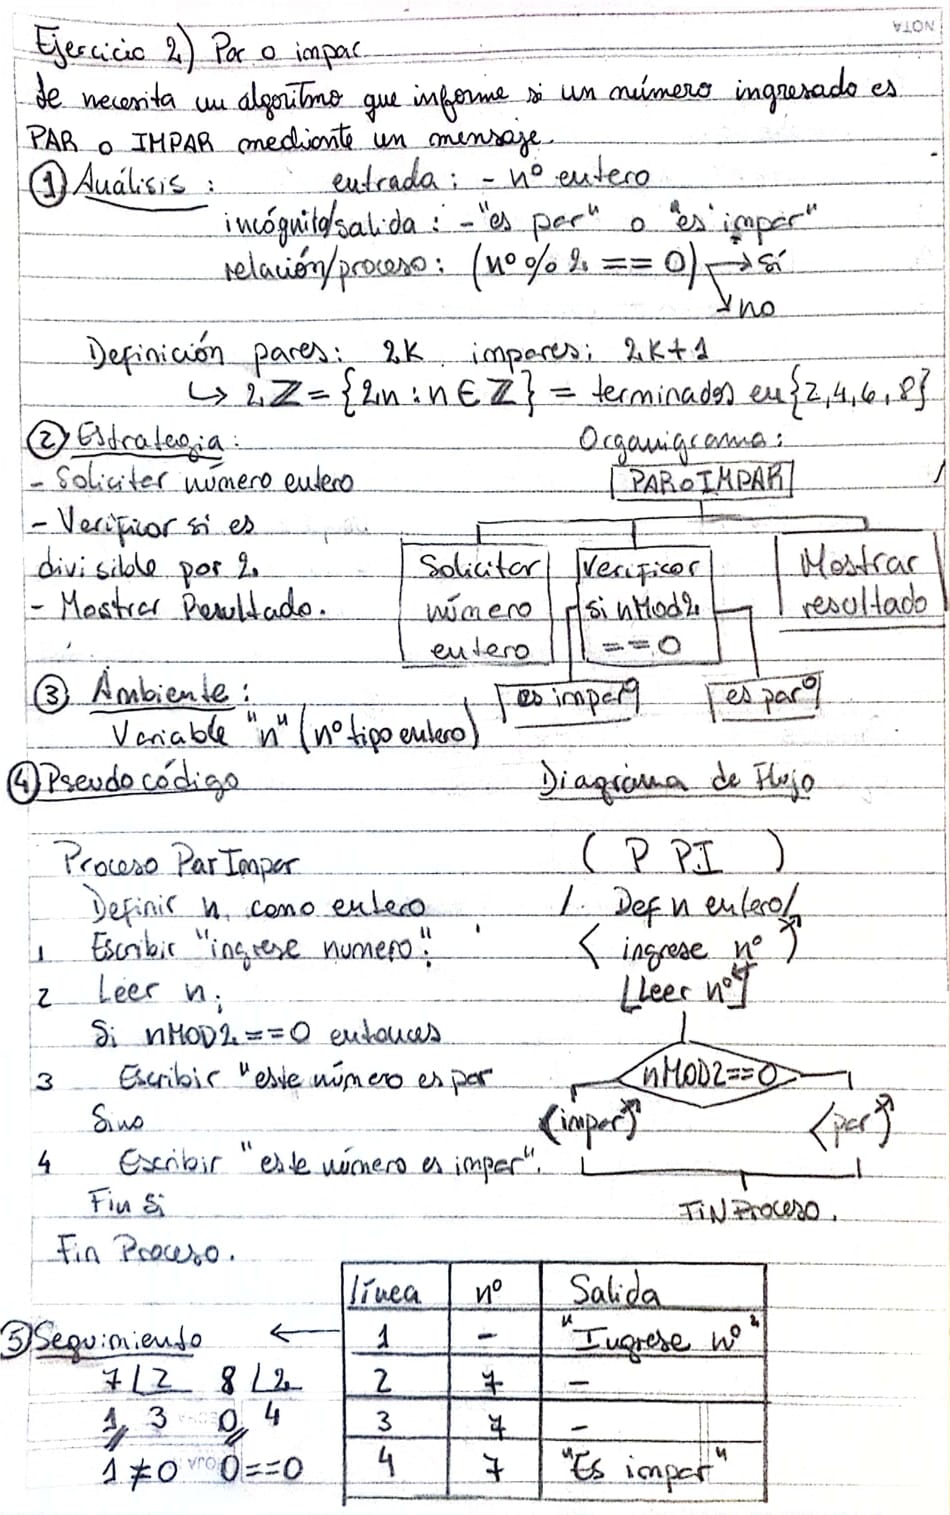 NOTA
Ejercicio 2) Par o impar
Se necesita un algoritmo que informe si un número ingresado es
PAR o IMPAR mediante un mensaje.
① Análisis : entrada : - nº entero
incógnita/salida : - "es par" o "es impar"
relación/proceso : (nº % 2 == 0) → sí
↘ no
Definición pares: 2k impares: 2k+1
↳ 2ℤ = {2n : n ∈ ℤ} = terminados en {2,4,6,8}
② Estrategia :
- Solicitar número entero
- Verificar si es
divisible por 2.
- Mostrar Resultado.
Organigrama :
PAR o IMPAR
Solicitar
número
entero
Verificar
si nMod2
== 0
Mostrar
resultado
es impar
es par
③ Ambiente :
Variable "n" (nº tipo entero)
④ Pseudocódigo
Proceso ParImpar
Definir n como entero
1 Escribir "ingrese numero";
2 Leer n;
Si nMOD2 == 0 entonces
3 Escribir "este número es par
Sino
4 Escribir "este número es impar".
Fin Si
Fin Proceso.
Diagrama de Flujo
( P PI )
/ Def n entero /
ingrese nº
Leer nº
nMOD2==0
impar
par
FIN Proceso.
⑤ Seguimiento ←
7 2 8 2
1 3 0 4
1 ≠ 0 0 == 0
línea nº Salida
1 - "Ingrese nº"
2 7 -
3 7 -
4 7 "Es impar"